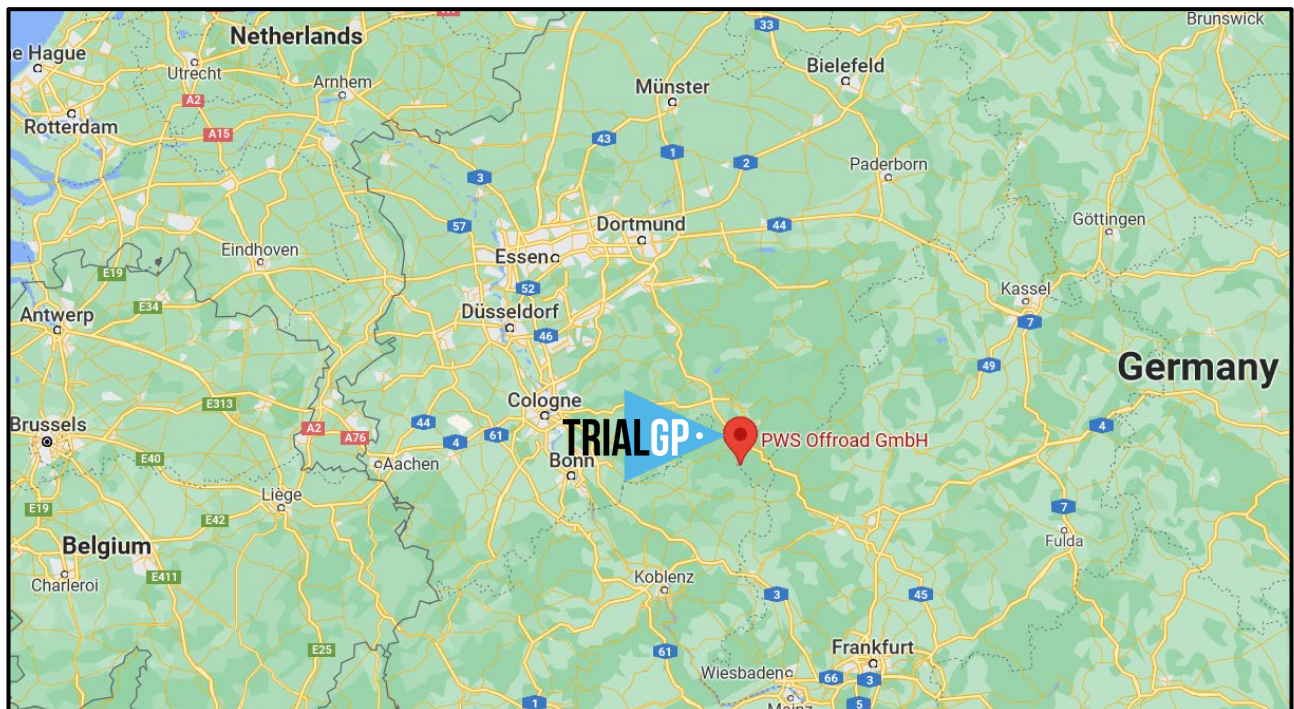 33
Brunswick
Netherlands
e Hague
Utrecht
Arnhem
Münster
Bielefeld
A2
Rotterdam
A15
43
1
2
Paderborn
3
57
Dortmund
44
Göttingen
Eindhoven
Essen
E19
52
Kassel
E34
Düsseldorf
Antwerp
46
7
49
Germany
Cologne
E313
44
A2
A76
4
61
TRIALGP
PWS Offroad GmbH
4
Brussels
E40
Aachen
Bonn
Liège
E19
E42
7
Fulda
Belgium
Charleroi
E411
Koblenz
3
45
E25
61
Frankfurt
Wiesbaden
66
3
1
5